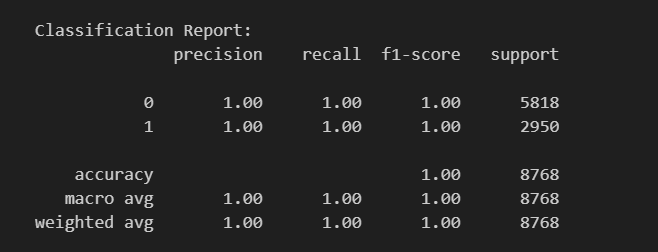 Classification Report:
precision recall f1-score support
0 1.00 1.00 1.00 5818
1 1.00 1.00 1.00 2950
accuracy 1.00 8768
macro avg 1.00 1.00 1.00 8768
weighted avg 1.00 1.00 1.00 8768